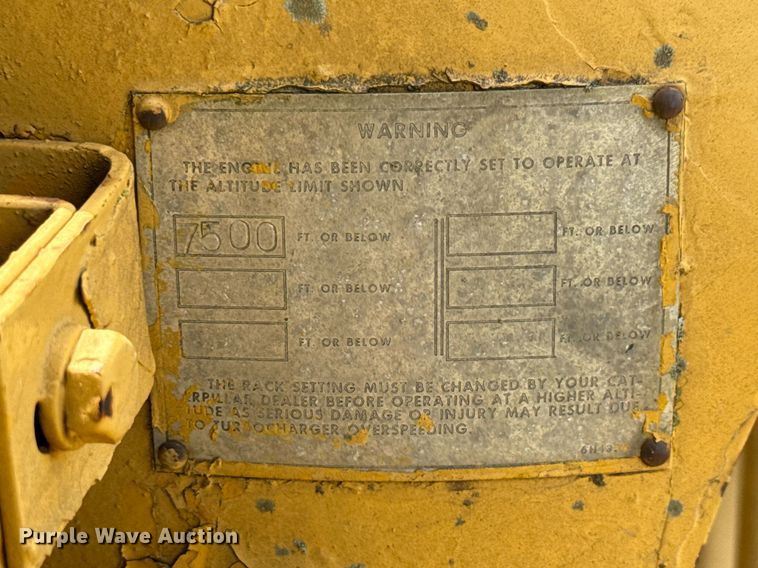 WARNING
THE ENGINE HAS BEEN CORRECTLY SET TO OPERATE AT
THE ALTITUDE LIMIT SHOWN
7500 FT. OR BELOW FT. OR BELOW
FT. OR BELOW FT. OR BELOW
FT. OR BELOW FT. OR BELOW
THE RACK SETTING MUST BE CHANGED BY YOUR CAT-
ERPILLAR DEALER BEFORE OPERATING AT A HIGHER ALTI-
TUDE AS SERIOUS DAMAGE OR INJURY MAY RESULT DUE
TO TURBOCHARGER OVERSPEEDING.
Purple Wave Auction